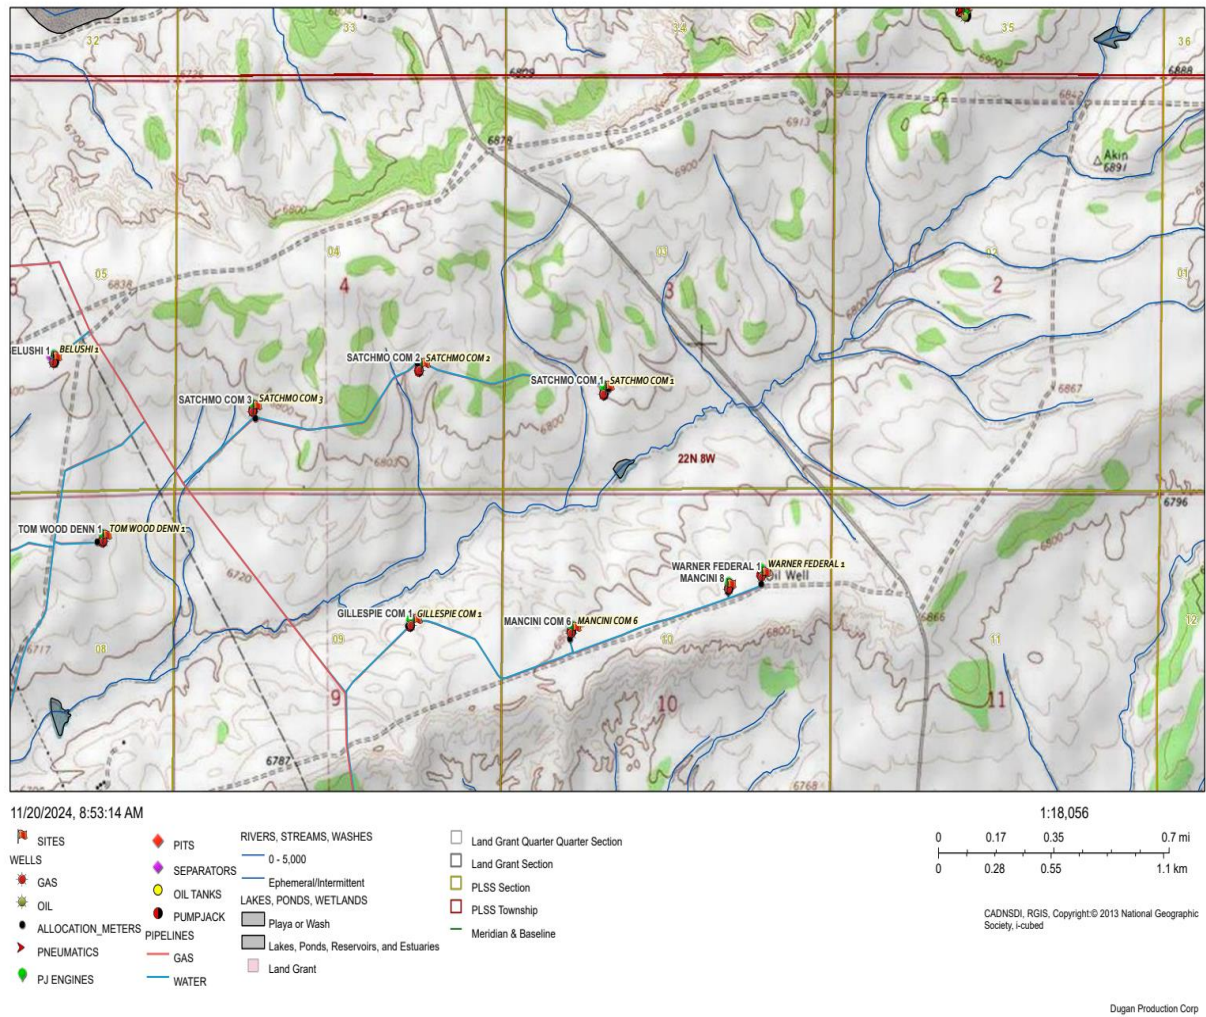 32
33
34
35
36
6736
6809
6888
6842
6913
6900
6878
6900
6700
Akin
6891
6800
04
03
02
01
05
4
3
2
6838
6800
ELUSHI 1
BELUSHI 1
SATCHMO COM 2
SATCHMO COM 2
SATCHMO COM 1
SATCHMO COM 1
SATCHMO COM 3
SATCHMO COM 3
6800
6800
6867
6803
22N 8W
6796
TOM WOOD DENN 1
TOM WOOD DENN 1
6800
WARNER FEDERAL 1
WARNER FEDERAL 1
MANCINI 8
Oil Well
6720
GILLESPIE COM 1
GILLESPIE COM 1
MANCINI COM 6
MANCINI COM 6
6866
12
6717
08
09
10
6800
11
9
10
11
6787
6768
11/20/2024, 8:53:14 AM
SITES
WELLS
GAS
OIL
ALLOCATION_METERS
PNEUMATICS
PJ ENGINES
PITS
SEPARATORS
OIL TANKS
PUMPJACK
PIPELINES
GAS
WATER
RIVERS, STREAMS, WASHES
0 - 5,000
Ephemeral/Intermittent
LAKES, PONDS, WETLANDS
Playa or Wash
Lakes, Ponds, Reservoirs, and Estuaries
Land Grant
Land Grant Quarter Quarter Section
Land Grant Section
PLSS Section
PLSS Township
Meridian & Baseline
1:18,056
0 0.17 0.35 0.7 mi
0 0.28 0.55 1.1 km
CADNSDI, RGIS, Copyright:© 2013 National Geographic
Society, i-cubed
Dugan Production Corp